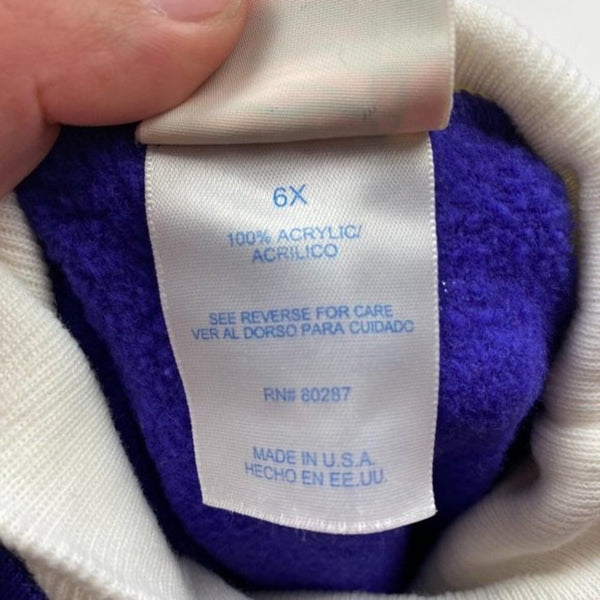 6X
100% ACRYLIC/
ACRILICO
SEE REVERSE FOR CARE
VER AL DORSO PARA CUIDADO
RN# 80287
MADE IN U.S.A.
HECHO EN EE.UU.